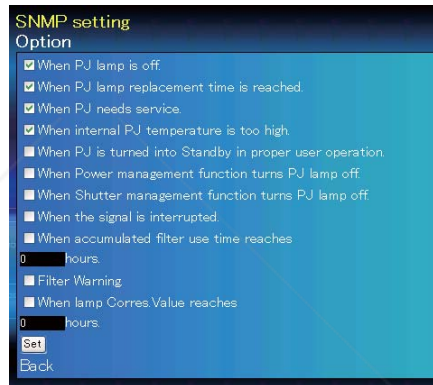 SNMP setting
Option
When PJ lamp is off.
When PJ lamp replacement time is reached.
When PJ needs service.
When internal PJ temperature is too high.
When PJ is turned into Standby in proper user operation.
When Power management function turns PJ lamp off.
When Shutter management function turns PJ lamp off.
When the signal is interrupted.
When accumulated filter use time reaches
0 hours.
Filter Warning
When lamp Corres.Value reaches
0 hours.
Set
Back